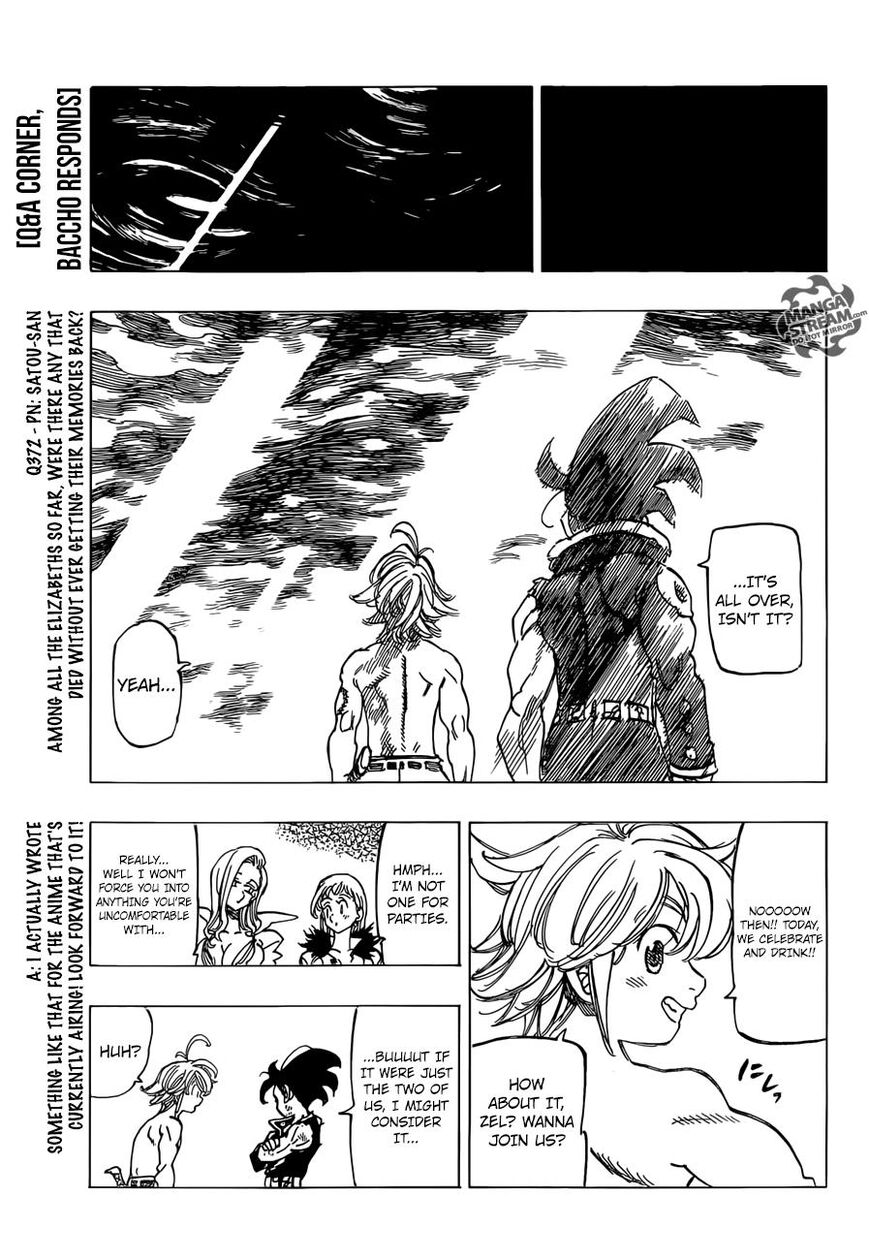 [Q&A CORNER,
BACCHO RESPONDS]
Q372 - PN: SATOU-SAN
AMONG ALL THE ELIZABETHS SO FAR, WERE THERE ANY THAT
DIED WITHOUT EVER GETTING THEIR MEMORIES BACK?
A: I ACTUALLY WROTE
SOMETHING LIKE THAT FOR THE ANIME THAT'S
CURRENTLY AIRING! LOOK FORWARD TO IT!
MANGA
STREAM.com
DO NOT MIRROR
...IT'S
ALL OVER,
ISN'T IT?
YEAH...
NOOOOOW
THEN!! TODAY,
WE CELEBRATE
AND DRINK!!
HOW
ABOUT IT,
ZEL? WANNA
JOIN US?
にっ
HMPH...
I'M NOT
ONE FOR
PARTIES.
REALLY...
WELL I WON'T
FORCE YOU INTO
ANYTHING YOU'RE
UNCOMFORTABLE
WITH...
...BUUUUT IF
IT WERE JUST
THE TWO OF
US, I MIGHT
CONSIDER
IT...
HUH?